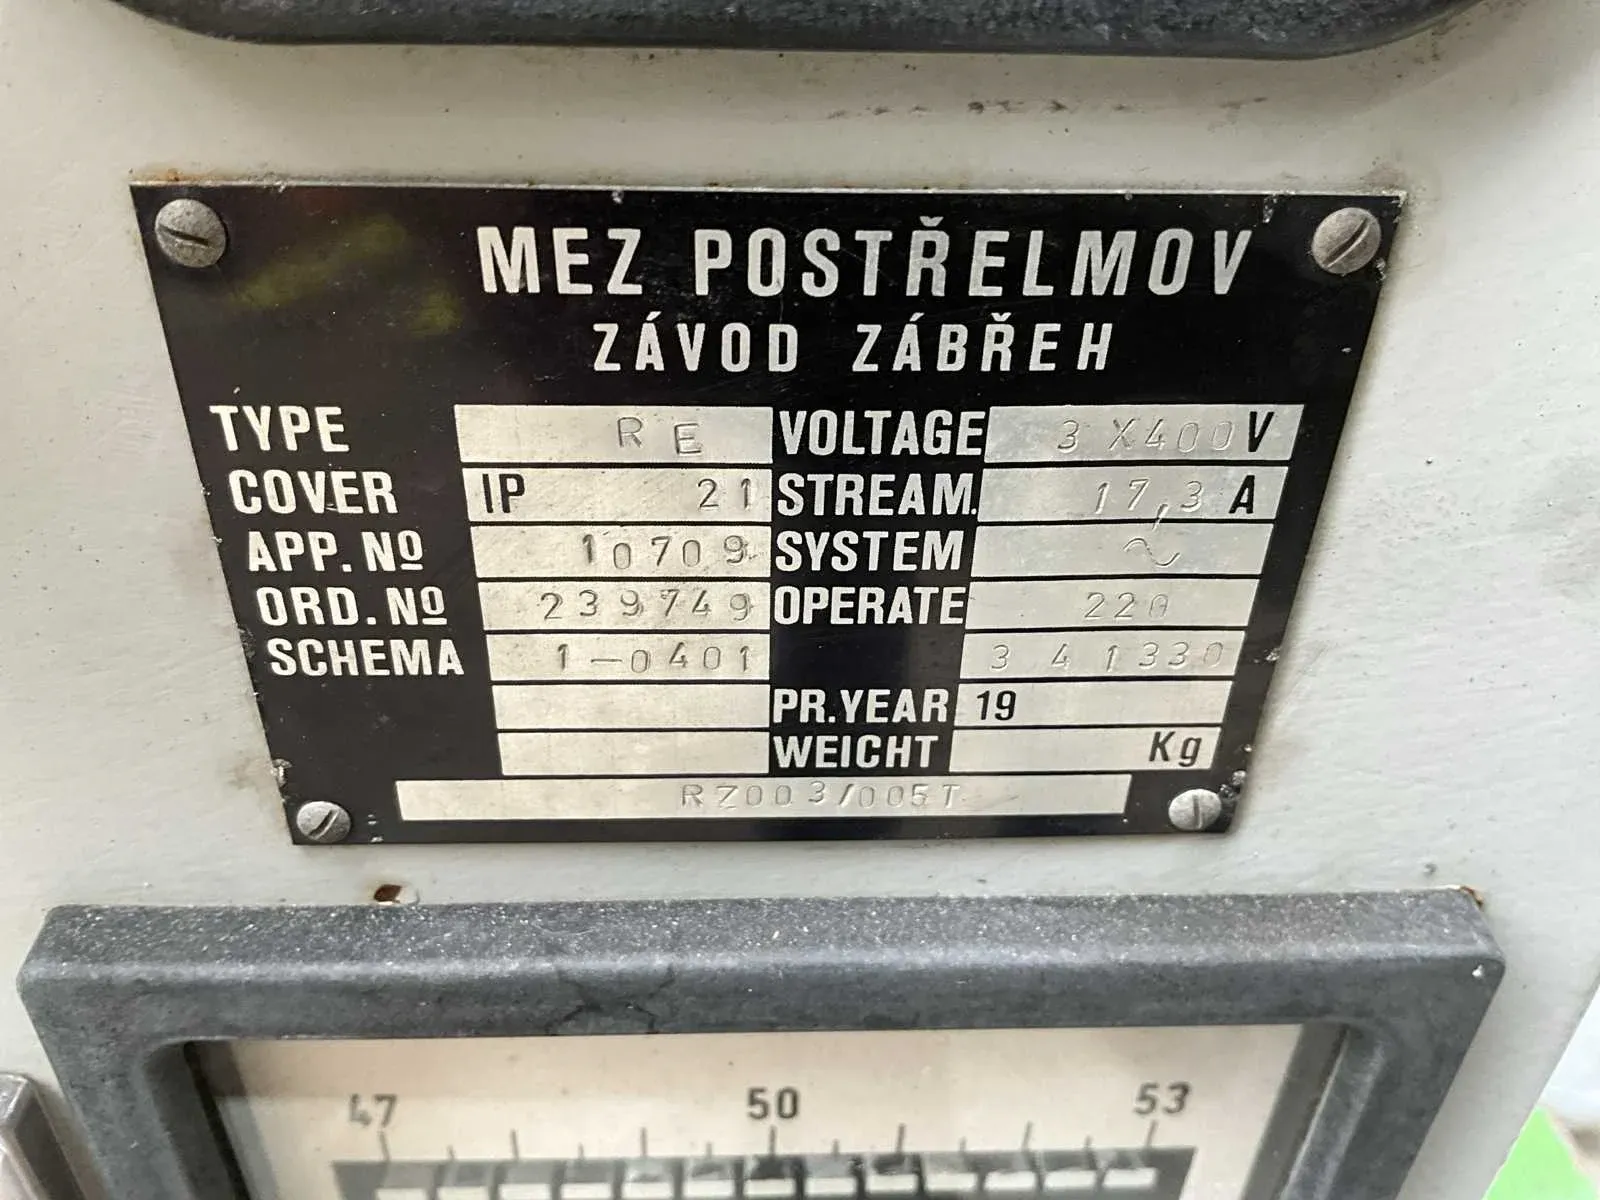 MEZ POSTŘELMOV
ZÁVOD ZÁBŘEH
TYPE RE VOLTAGE 3 X400 V
COVER IP 21 STREAM. 17,3 A
APP. Nº 10709 SYSTEM ~
ORD. Nº 239749 OPERATE 220
SCHEMA 1-0401 341330
PR.YEAR 19
WEICHT Kg
RZ003/005T
47 50 53